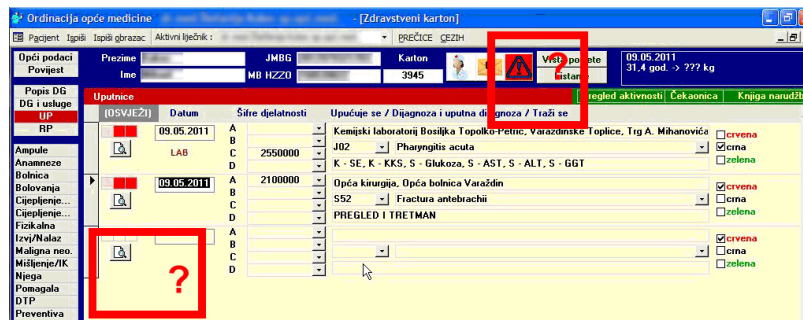 Ordinacija opće medicine - [Zdravstveni karton]
Pacijent Ispiši Ispiši obrazac Aktivni liječnik : PREČICE CEZIH
Opći podaci Prezime JMBG Karton Vrsta po ete 09.05.2011
Povijest 31,4 god. -> ??? kg
Ime MB HZZO 3945 ?
Popis DG
DG i usluge Uputnice Pregled aktivnosti Čekaonica Knjiga narudžb
UP (OSVJEŽI) Datum Šifre djelatnosti Upućuje se / Dijagnoza i uputna dijagnoza / Traži se
RP 09.05.2011 A Kemijski laboratorij Bosiljka Topolko-Petrić, Varaždinske Toplice, Trg A. Mihanovića crvena
B
Ampule LAB C 2550000 J02 Pharyngitis acuta crna
Anamneze D K - SE, K - KKS, S - Glukoza, S - AST, S - ALT, S - GGT zelena
Bolnica
Bolovanja 09.05.2011 A 2100000 Opća kirurgija, Opća bolnica Varaždin crvena
Cijepljenje... B
Cijepljenje... C S52 Fractura antebrachii crna
Fizikalna D PREGLED I TRETMAN zelena
Izvj/Nalaz A crvena
Maligna neo. B
Mišljenje/IK C crna
Njega D zelena
Pomagala ?
DTP
Preventiva